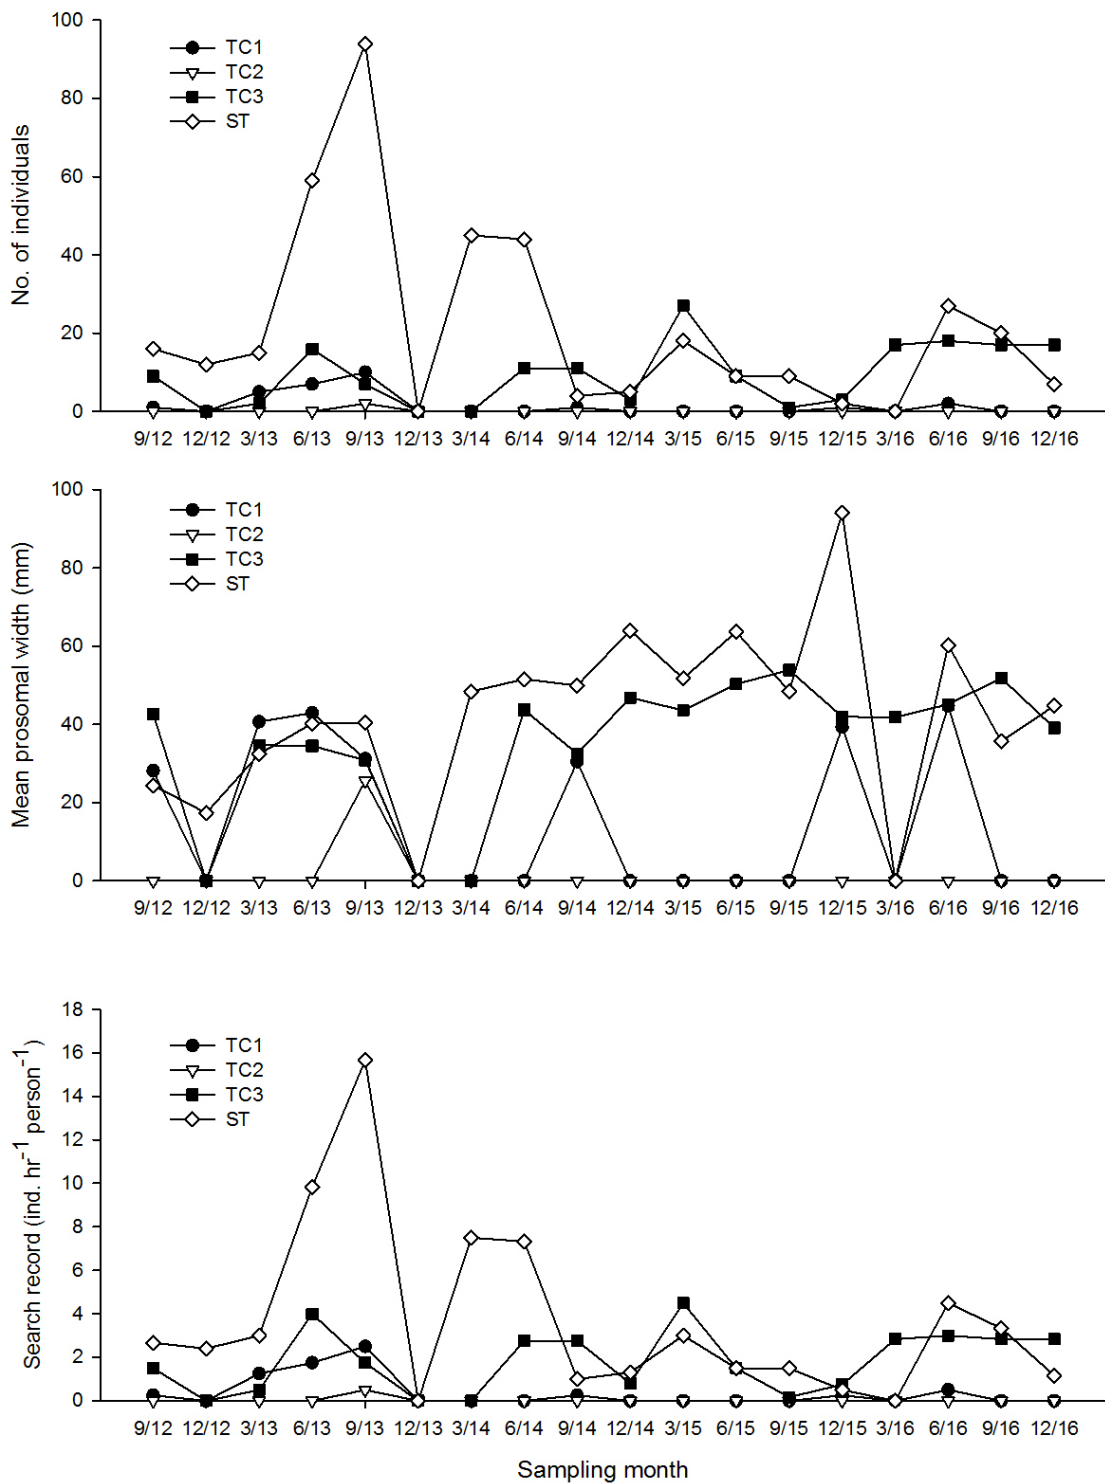 100
80
60
40
20
0
No. of individuals
TC1
TC2
TC3
ST
9/12 12/12 3/13 6/13 9/13 12/13 3/14 6/14 9/14 12/14 3/15 6/15 9/15 12/15 3/16 6/16 9/16 12/16
100
80
60
40
20
0
Mean prosomal width (mm)
TC1
TC2
TC3
ST
9/12 12/12 3/13 6/13 9/13 12/13 3/14 6/14 9/14 12/14 3/15 6/15 9/15 12/15 3/16 6/16 9/16 12/16
18
16
14
12
10
8
6
4
2
0
Search record (ind. hr⁻¹ person⁻¹)
TC1
TC2
TC3
ST
9/12 12/12 3/13 6/13 9/13 12/13 3/14 6/14 9/14 12/14 3/15 6/15 9/15 12/15 3/16 6/16 9/16 12/16
Sampling month